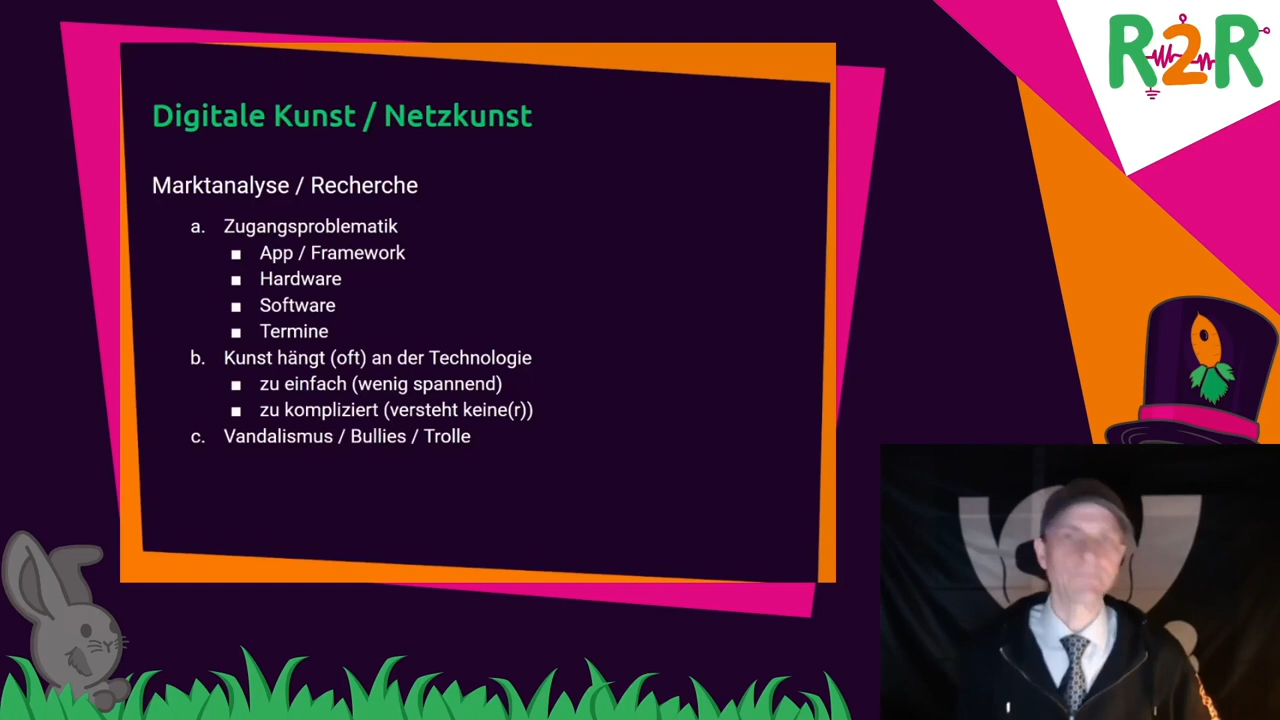 R2R
Digitale Kunst / Netzkunst
Marktanalyse / Recherche
a. Zugangsproblematik
■ App / Framework
■ Hardware
■ Software
■ Termine
b. Kunst hängt (oft) an der Technologie
■ zu einfach (wenig spannend)
■ zu kompliziert (versteht keine(r))
c. Vandalismus / Bullies / Trolle